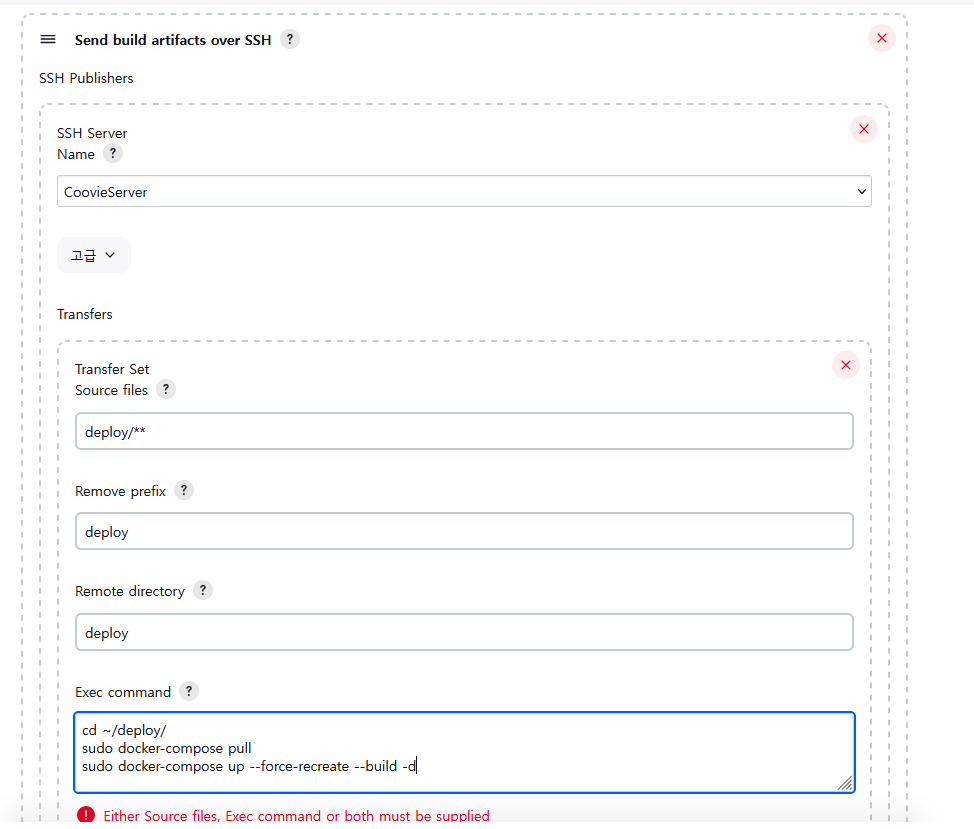 Send build artifacts over SSH ?
SSH Publishers
SSH Server
Name ?
CoovieServer
고급
Transfers
Transfer Set
Source files ?
deploy/**
Remove prefix ?
deploy
Remote directory ?
deploy
Exec command ?
cd ~/deploy/
sudo docker-compose pull
sudo docker-compose up --force-recreate --build -d
Either Source files, Exec command or both must be supplied